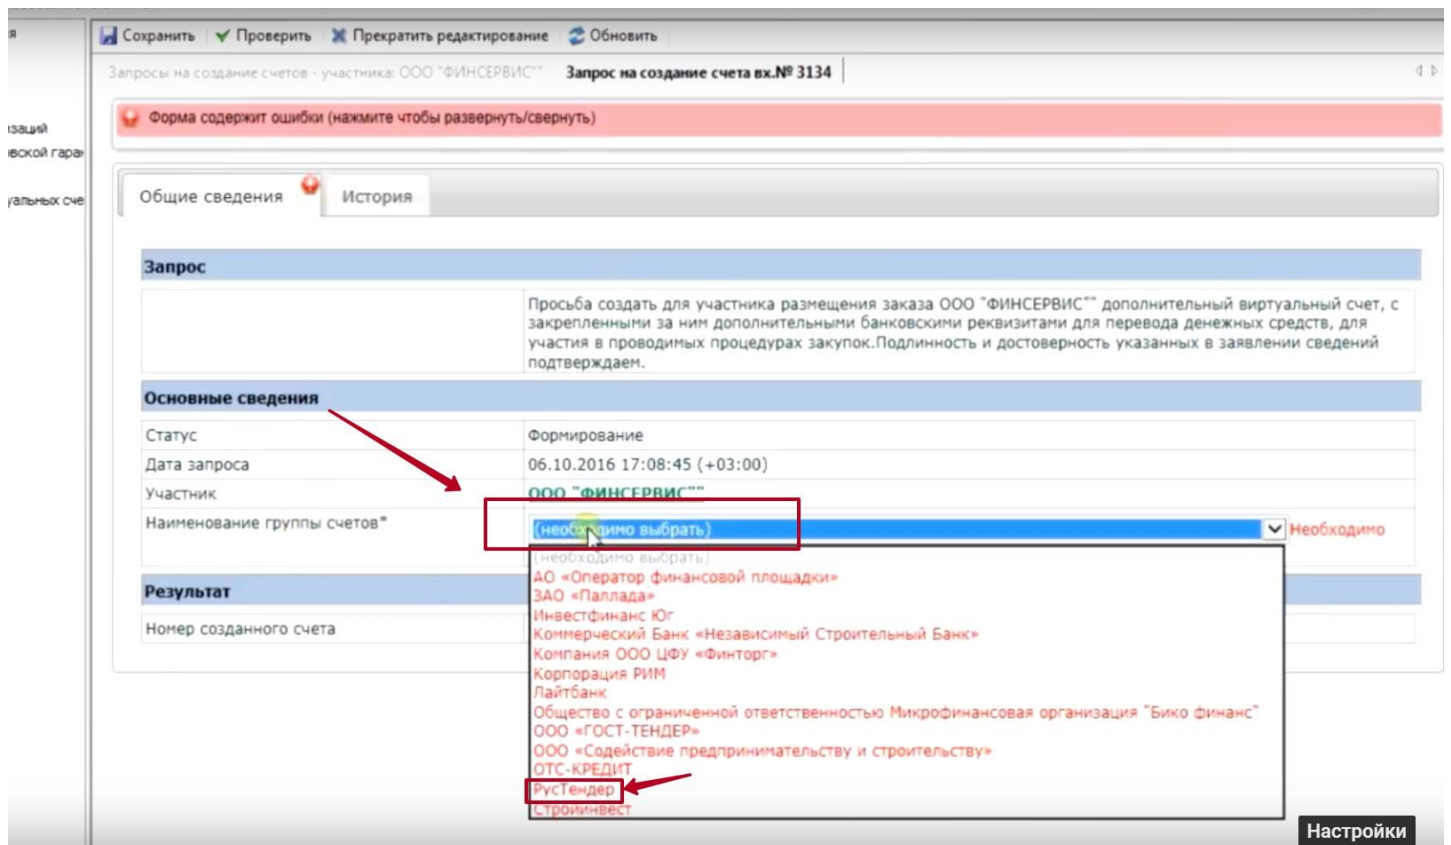 Сохранить Проверить Прекратить редактирование Обновить
Запросы на создание счетов - участника: ООО "ФИНСЕРВИС"" Запрос на создание счета вх.№ 3134
Форма содержит ошибки (нажмите чтобы развернуть/свернуть)
Общие сведения История
Запрос
Просьба создать для участника размещения заказа ООО "ФИНСЕРВИС"" дополнительный виртуальный счет, с
закрепленными за ним дополнительными банковскими реквизитами для перевода денежных средств, для
участия в проводимых процедурах закупок.Подлинность и достоверность указанных в заявлении сведений
подтверждаем.
Основные сведения
Статус Формирование
Дата запроса 06.10.2016 17:08:45 (+03:00)
Участник ООО "ФИНСЕРВИС""
Наименование группы счетов* (необходимо выбрать) Необходимо
(необходимо выбрать)
АО «Оператор финансовой площадки»
ЗАО «Паллада»
Инвестфинанс Юг
Коммерческий Банк «Независимый Строительный Банк»
Компания ООО ЦФУ «Финторг»
Корпорация РИМ
Лайтбанк
Общество с ограниченной ответственностью Микрофинансовая организация "Бико финанс"
ООО «ГОСТ-ТЕНДЕР»
ООО «Содействие предпринимательству и строительству»
ОТС-КРЕДИТ
РусТендер
Стройинвест
Результат
Номер созданного счета
Настройки